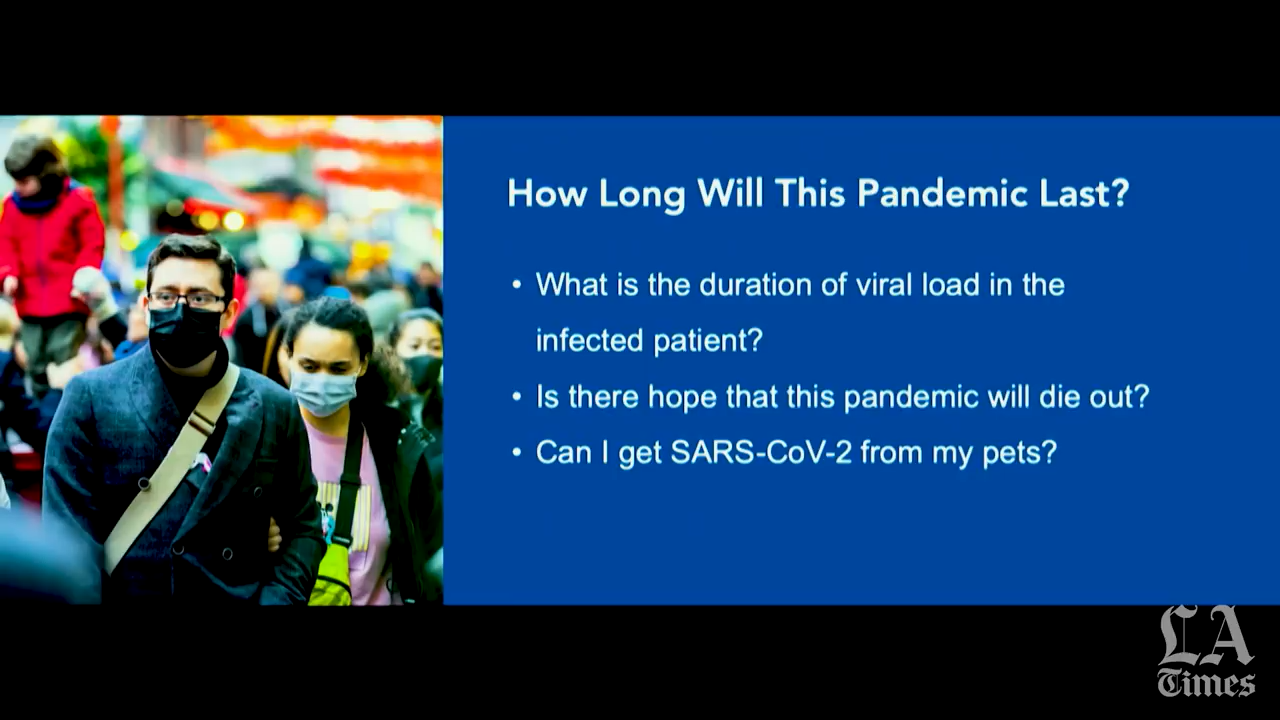 How Long Will This Pandemic Last?
• What is the duration of viral load in the
infected patient?
• Is there hope that this pandemic will die out?
• Can I get SARS-CoV-2 from my pets?
LA
Times